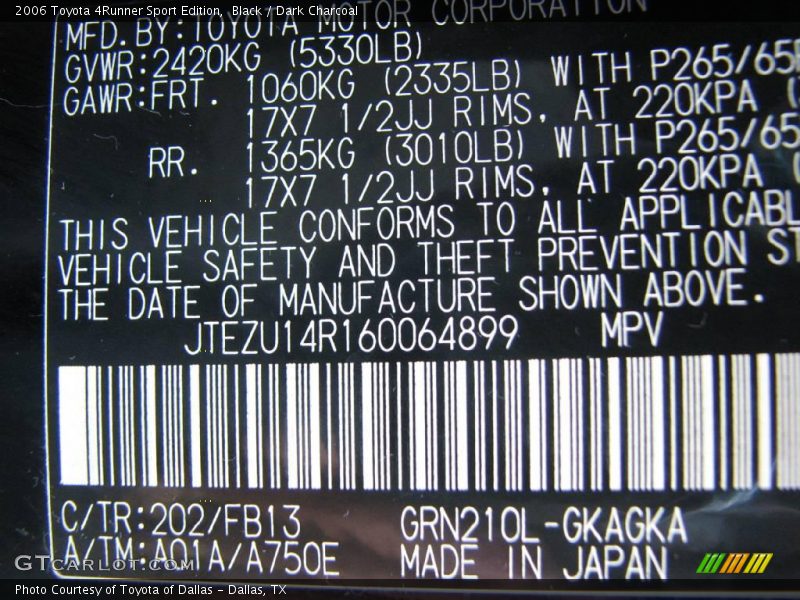 2006 Toyota 4Runner Sport Edition, Black / Dark Charcoal
MFD. BY: TOYOTA MOTOR CORPORATION
GVWR: 2420KG (5330LB)
GAWR: FRT. 1060KG (2335LB) WITH P265/65
17X7 1/2JJ RIMS, AT 220KPA (
RR. 1365KG (3010LB) WITH P265/65
17X7 1/2JJ RIMS, AT 220KPA
THIS VEHICLE CONFORMS TO ALL APPLICABL
VEHICLE SAFETY AND THEFT PREVENTION ST
THE DATE OF MANUFACTURE SHOWN ABOVE.
JTEZU14R160064899 MPV
C/TR:202/FB13 GRN210L-GKAGKA
A/TM:A01A/A750E MADE IN JAPAN
GTCARLOT.COM
Photo Courtesy of Toyota of Dallas - Dallas, TX